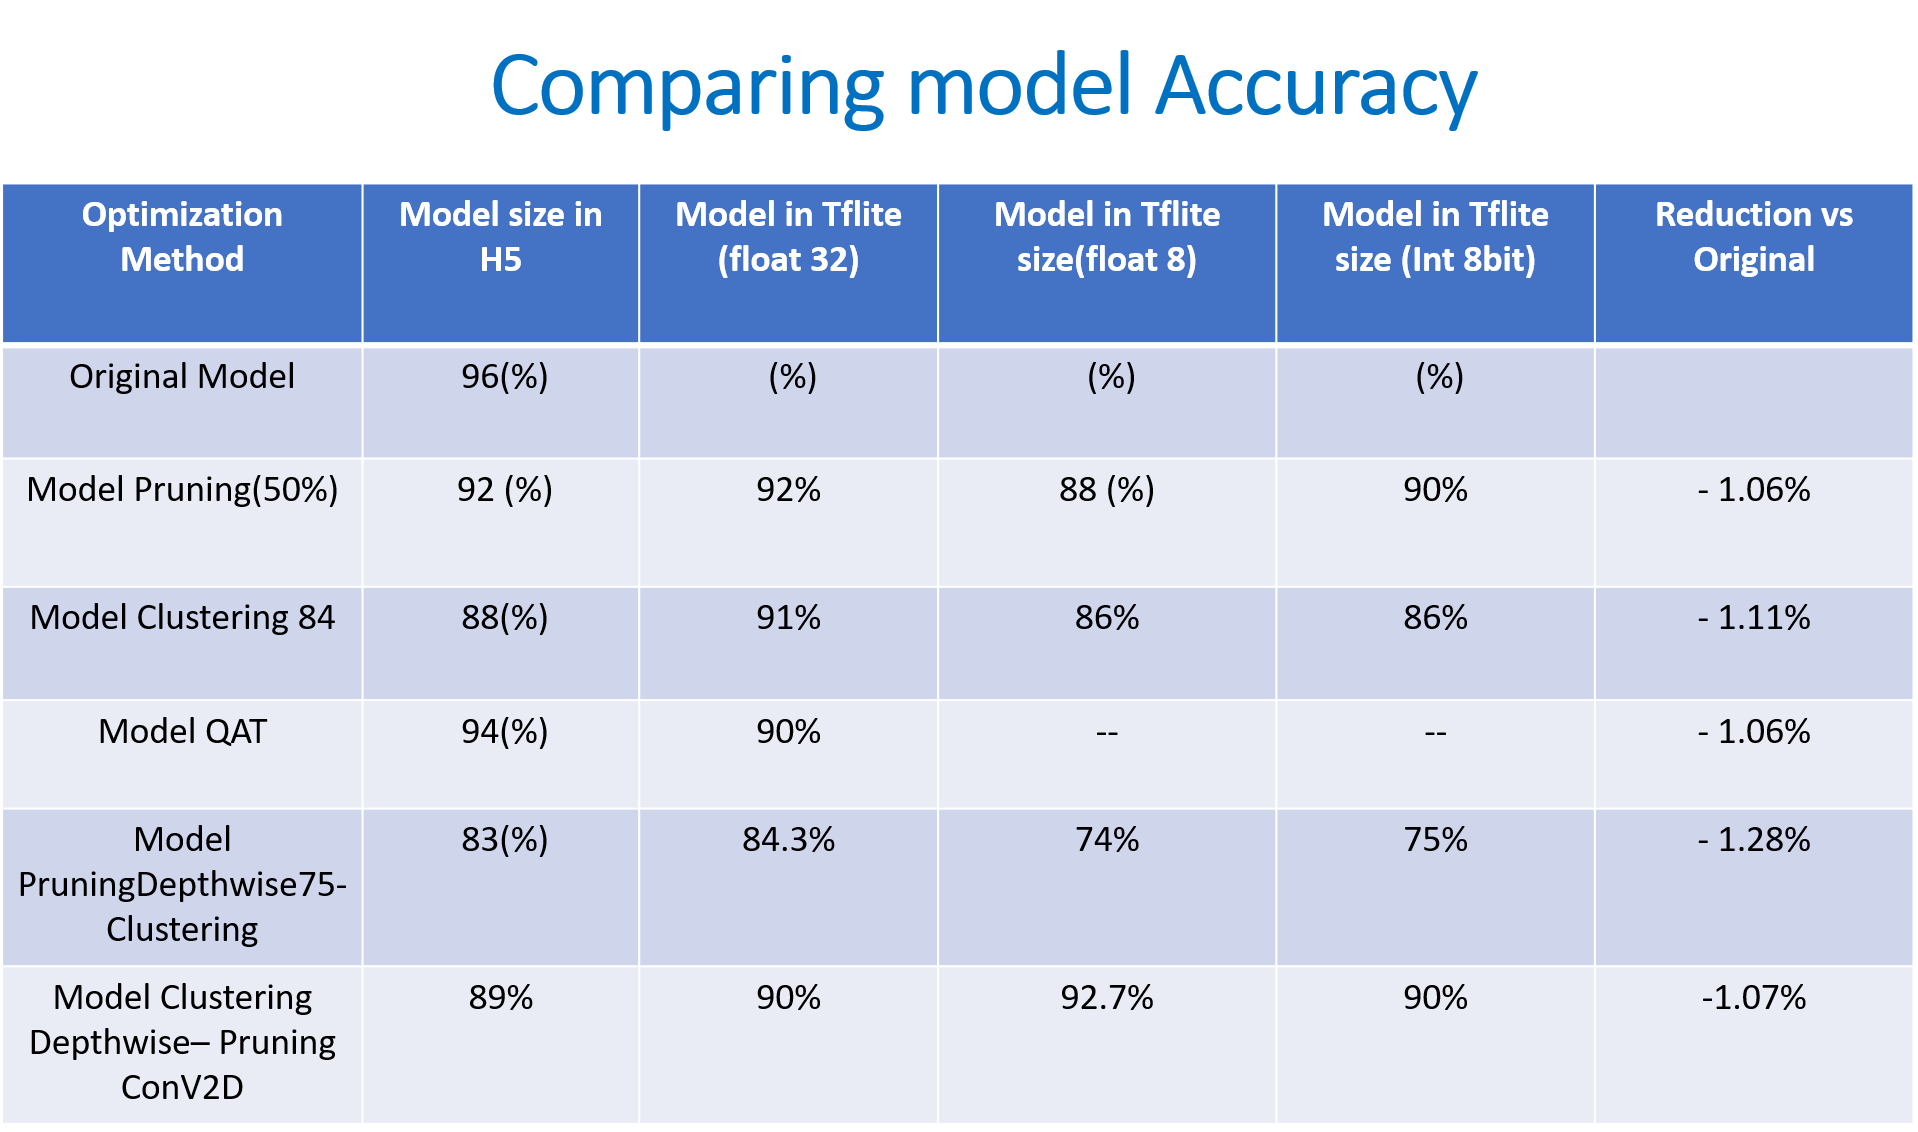 Comparing model Accuracy
Optimization Method | Model size in H5 | Model in Tflite (float 32) | Model in Tflite size(float 8) | Model in Tflite size (Int 8bit) | Reduction vs Original
Original Model | 96(%) | (%) | (%) | (%) |
Model Pruning(50%) | 92 (%) | 92% | 88 (%) | 90% | - 1.06%
Model Clustering 84 | 88(%) | 91% | 86% | 86% | - 1.11%
Model QAT | 94(%) | 90% | -- | -- | - 1.06%
Model PruningDepthwise75-Clustering | 83(%) | 84.3% | 74% | 75% | - 1.28%
Model Clustering Depthwise– Pruning ConV2D | 89% | 90% | 92.7% | 90% | -1.07%